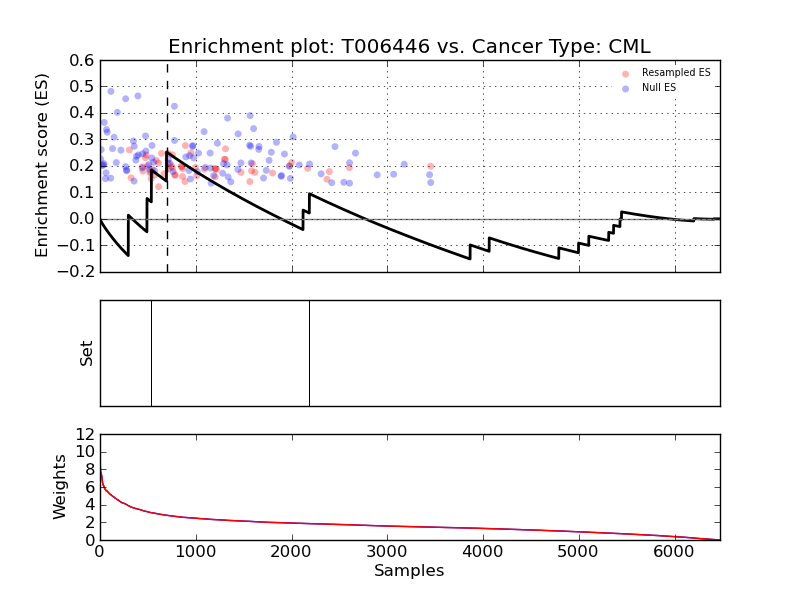 Enrichment plot: T006446 vs. Cancer Type: CML
Enrichment score (ES)
0.6
0.5
0.4
0.3
0.2
0.1
0.0
−0.1
−0.2
Resampled ES
Null ES
Set
Weights
12
10
8
6
4
2
0
0 1000 2000 3000 4000 5000 6000
Samples